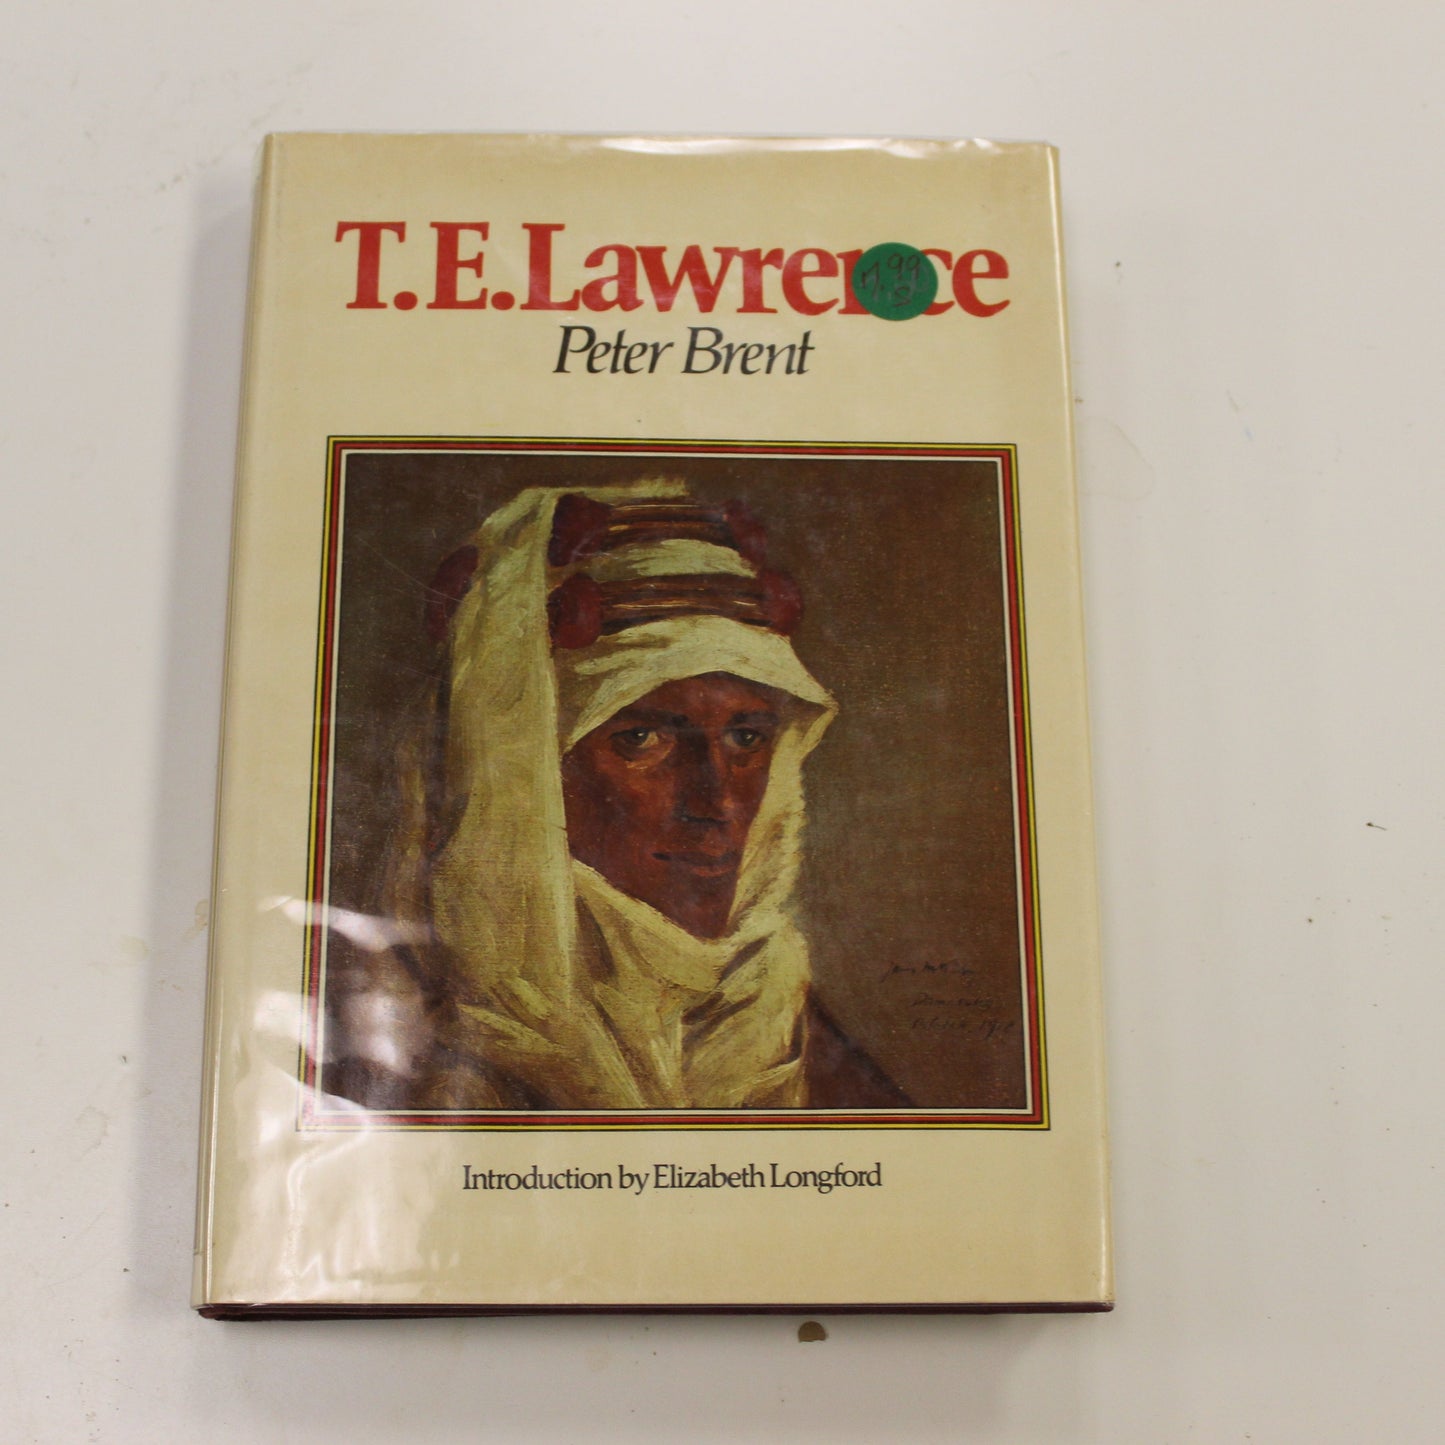 T.E.Lawrence
Peter Brent
Introduction by Elizabeth Longford